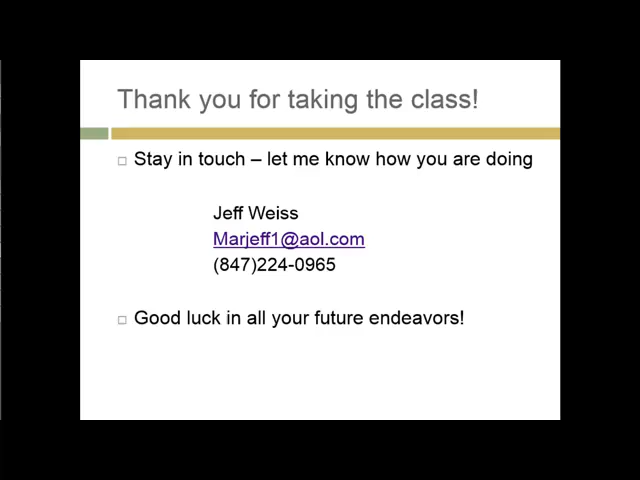 Thank you for taking the class!
Stay in touch – let me know how you are doing
Jeff Weiss
Marjeff1@aol.com
(847)224-0965
Good luck in all your future endeavors!